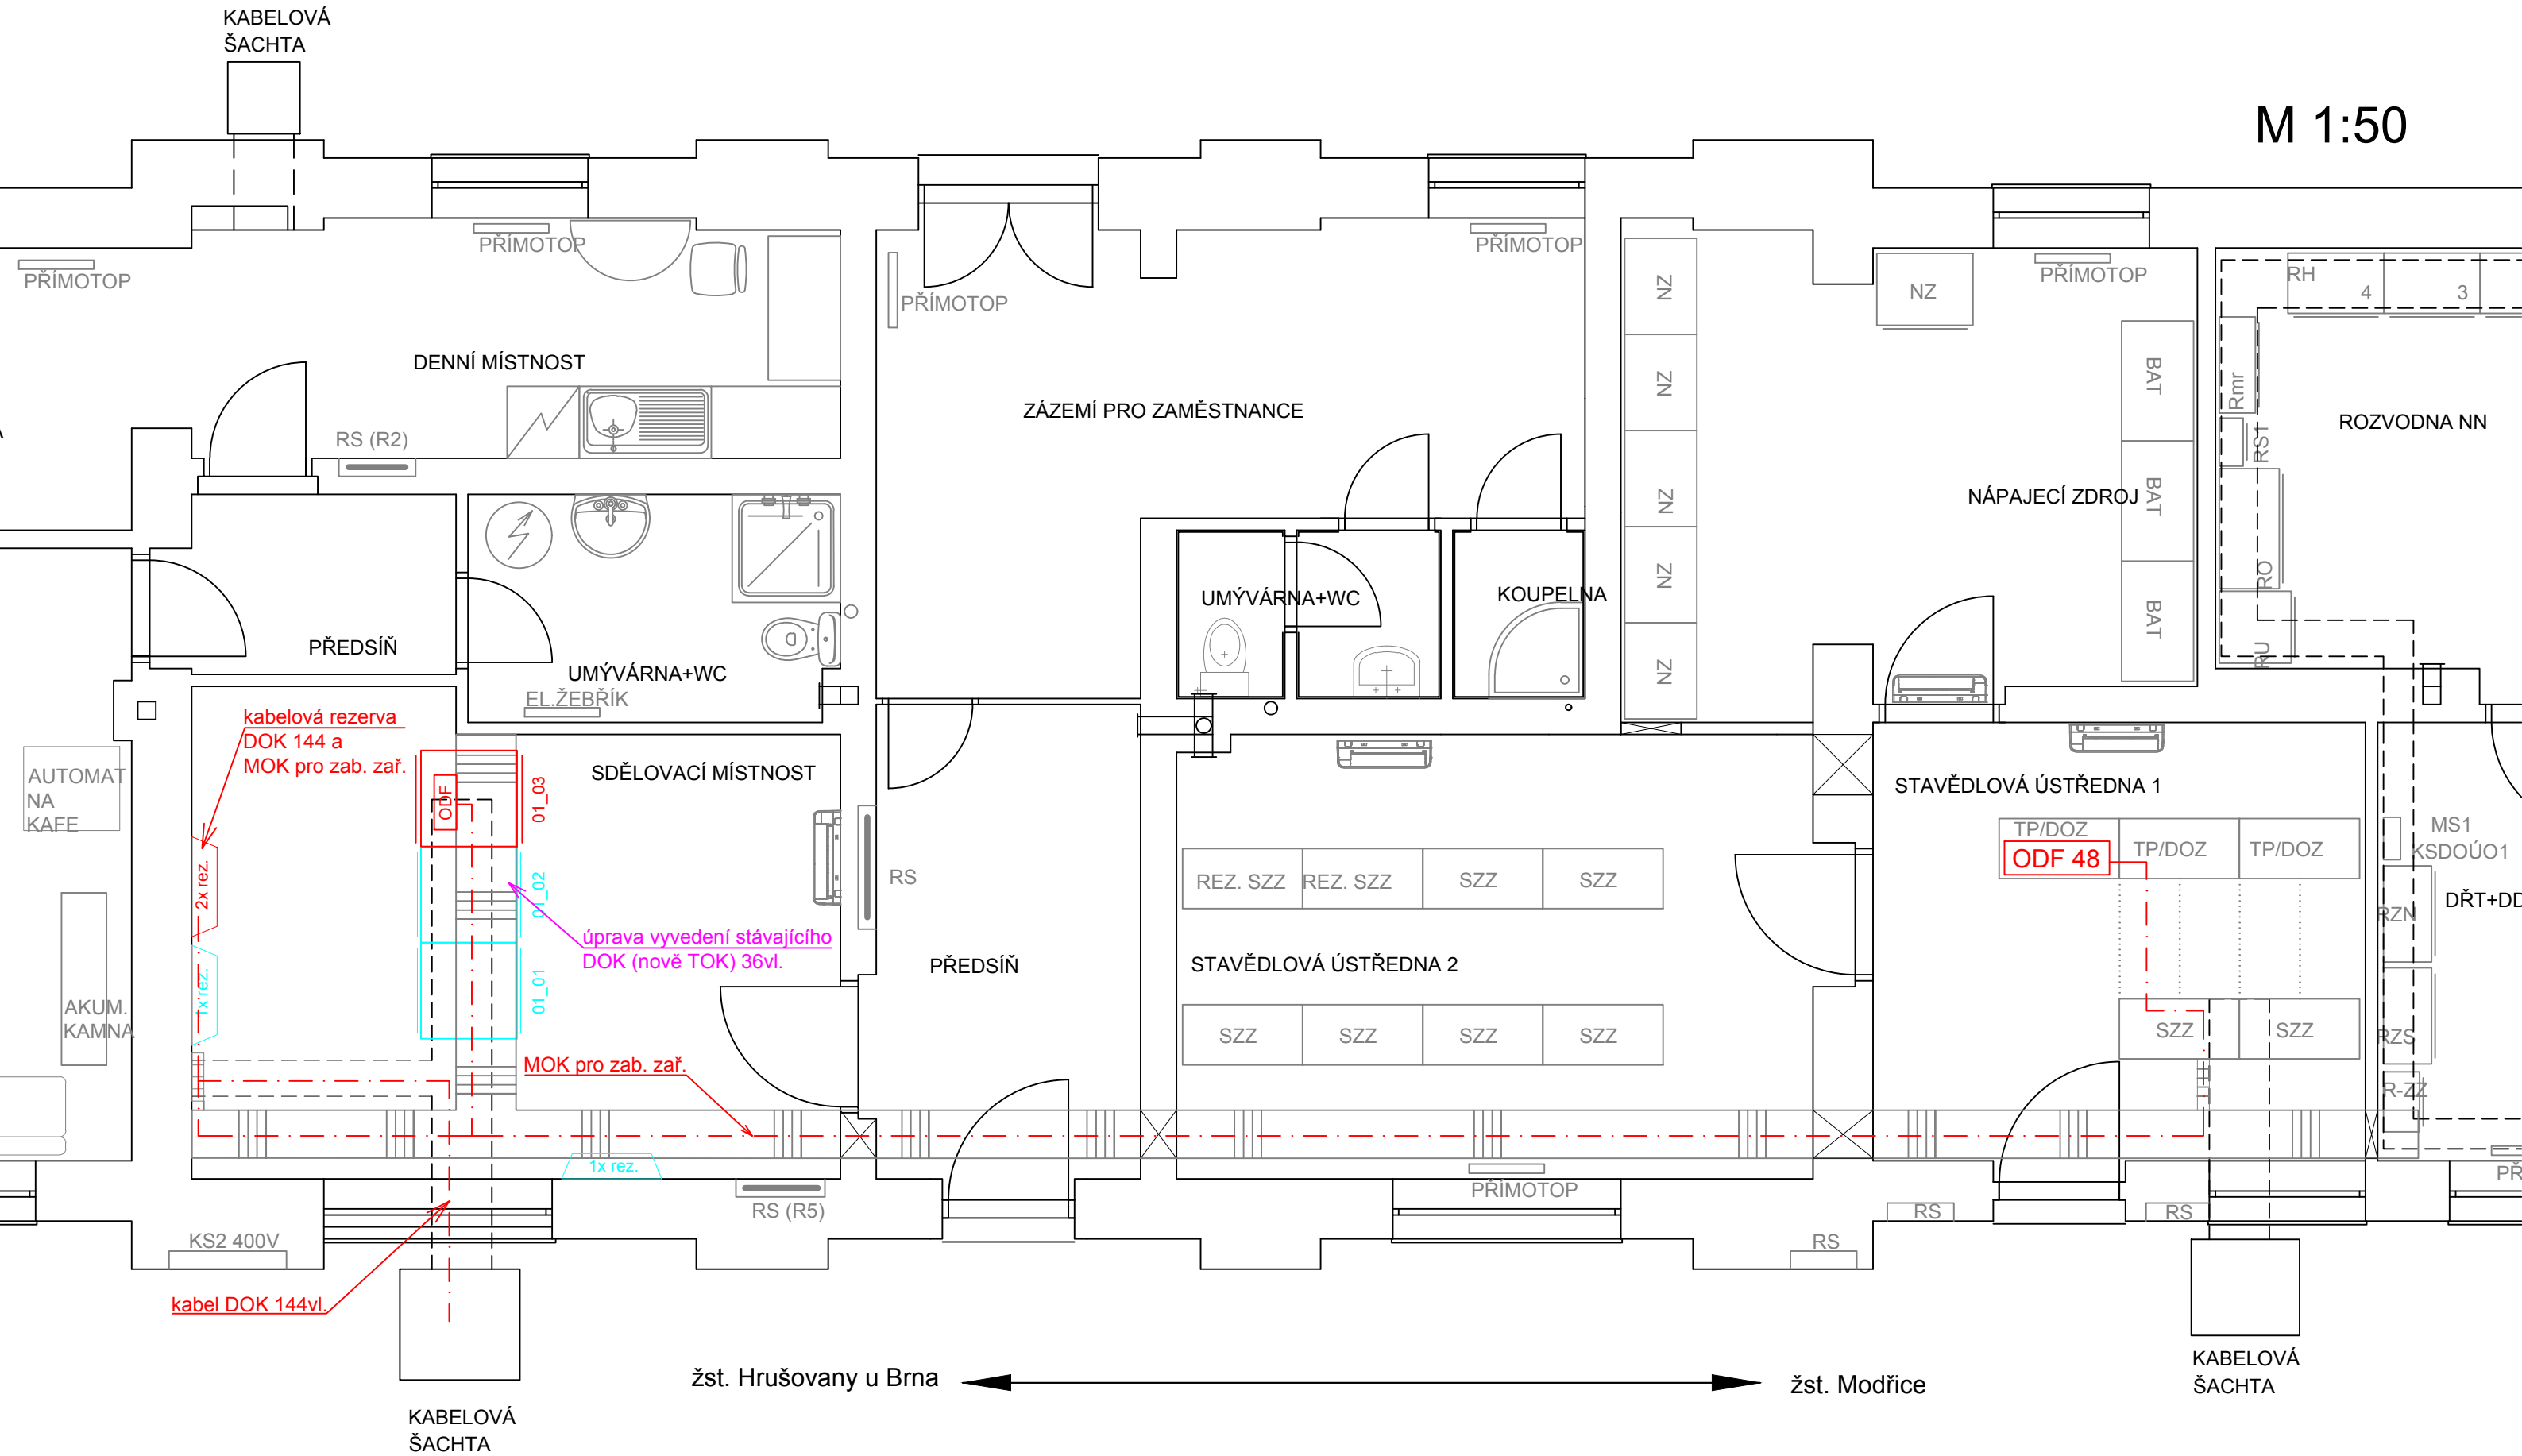 KABELOVÁ
ŠACHTA
M 1:50
PŘÍMOTOP
PŘÍMOTOP
PŘÍMOTOP
PŘÍMOTOP
PŘÍMOTOP
DENNÍ MÍSTNOST
RS (R2)
ZÁZEMÍ PRO ZAMĚSTNANCE
NZ
NZ
NZ
NZ
NZ
NZ
BAT
BAT
BAT
NÁPAJECÍ ZDROJ
RH
4
3
Rmr
RS1
RO
RU
ROZVODNA NN
PŘEDSÍŇ
UMÝVÁRNA+WC
EL.ŽEBŘÍK
UMÝVÁRNA+WC
KOUPELNA
kabelová rezerva
DOK 144 a
MOK pro zab. zař.
AUTOMAT
NA
KAFE
AKUM.
KAMNA
2x rez.
1x rez.
ODF
01_03
01_02
01_01
SDĚLOVACÍ MÍSTNOST
úprava vyvedení stávajícího
DOK (nově TOK) 36vl.
MOK pro zab. zař.
1x rez.
RS
PŘEDSÍŇ
REZ. SZZ
REZ. SZZ
SZZ
SZZ
STAVĚDLOVÁ ÚSTŘEDNA 2
SZZ
SZZ
SZZ
SZZ
STAVĚDLOVÁ ÚSTŘEDNA 1
TP/DOZ
TP/DOZ
TP/DOZ
ODF 48
SZZ
SZZ
MS1
KSDOÚO1
RZN
DŘT+DD
RZS
R-ZZ
PŘ
PŘÍMOTOP
RS (R5)
KS2 400V
RS
RS
RS
kabel DOK 144vl.
KABELOVÁ
ŠACHTA
žst. Hrušovany u Brna
žst. Modřice
KABELOVÁ
ŠACHTA